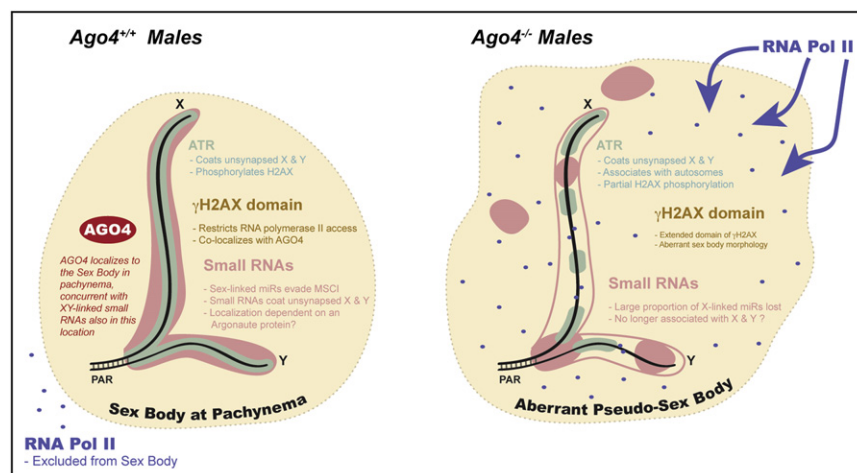 Ago4+/+ Males
X
ATR
- Coats unsynapsed X & Y
- Phosphorylates H2AX
γH2AX domain
- Restricts RNA polymerase II access
- Co-localizes with AGO4
AGO4
AGO4 localizes to
the Sex Body in
pachynema,
concurrent with
XY-linked small
RNAs also in this
location
Small RNAs
- Sex-linked miRs evade MSCI
- Small RNAs coat unsynapsed X & Y
- Localization dependent on an
Argonaute protein?
Y
PAR
Sex Body at Pachynema
RNA Pol II
- Excluded from Sex Body
Ago4-/- Males
RNA Pol II
X
ATR
- Coats unsynapsed X & Y
- Associates with autosomes
- Partial H2AX phosphorylation
γH2AX domain
- Extended domain of γH2AX
- Aberrant sex body morphology
Small RNAs
- Large proportion of X-linked miRs lost
- No longer associated with X & Y ?
Y
PAR
Aberrant Pseudo-Sex Body